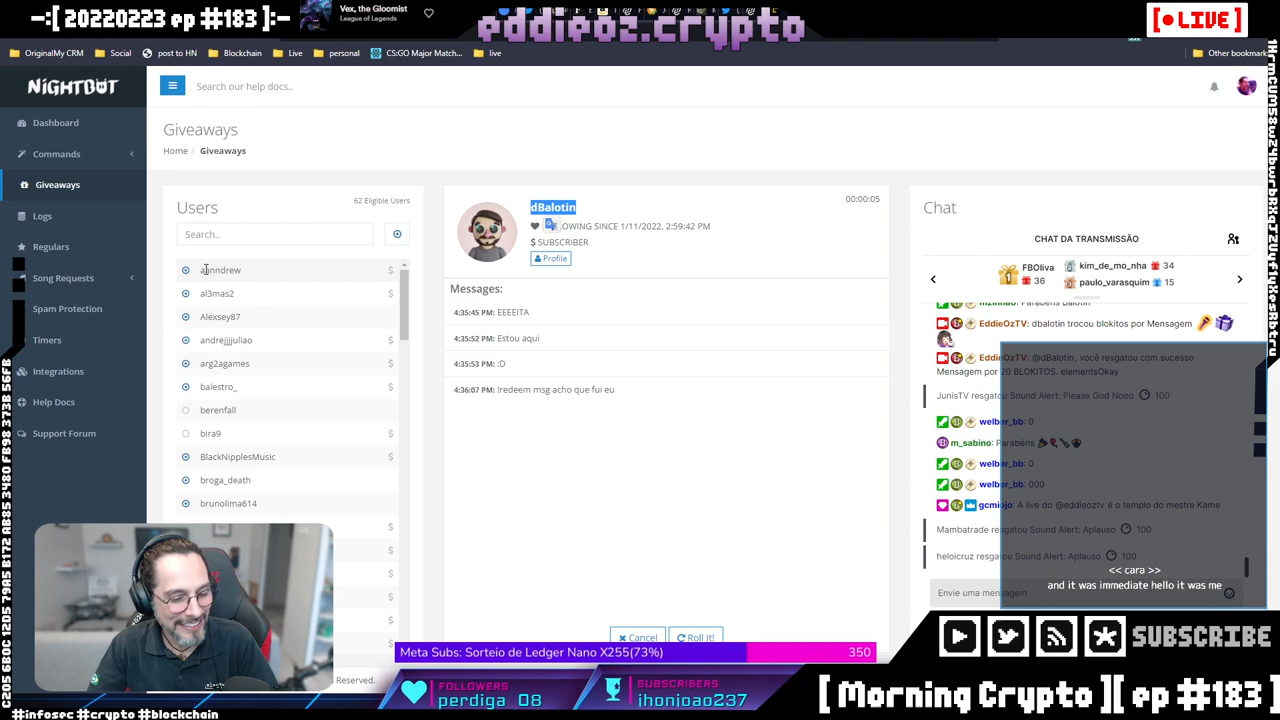 -:[ 20220223 ep #183 ]:-
Vex, the Gloomist
League of Legends
eddieoz.crypto
[● LIVE ]
OriginalMy CRM
Social
post to HN
Blockchain
Live
personal
CS:GO Major Match...
live
Other bookmark
NiGHTBOT
Search our help docs..
Dashboard
Commands
Giveaways
Logs
Regulars
Song Requests
Spam Protection
Timers
Integrations
Help Docs
Support Forum
Giveaways
Home / Giveaways
Users
62 Eligible Users
Search..
al3mas2 $
Alexsey87
andrejjjjuliao $
arg2agames $
balestro_ $
berenfall
bira9 $
BlackNipplesMusic $
broga_death
brunolima614
dBalotin
00:00:05
OWING SINCE 1/11/2022, 2:59:42 PM
$ SUBSCRIBER
Profile
Messages:
4:35:45 PM: EEEEITA
4:35:52 PM: Estou aqui
4:35:53 PM: :D
4:36:07 PM: !redeem msg acho que fui eu
Cancel
Roll It!
Chat
CHAT DA TRANSMISSÃO
FBOliva
36
kim_de_mo_nha 34
paulo_varasquim 15
EddieOzTV: dbalotin trocou blokitos por Mensagem
EddieOzTV: @dBalotin, você resgatou com sucesso
Mensagem por 20 BLOKITOS. elementsOkay
JunisTV resgatou Sound Alert: Please God Nooo 100
welber_bb: 0
m_sabino: Parabéns
welber_bb: 0
welber_bb: 000
gcmiojo: A live do @eddieoztv é o templo do mestre Kame
Mambatrade resgatou Sound Alert: Aplauso 100
heloicruz resgatou Sound Alert: Aplauso 100
<< cara >>
and it was immediate hello it was me
Envie uma mensagem
Reserved.
Meta Subs: Sorteio de Ledger Nano X255(73%)
350
FOLLOWERS
perdiga_08
SUBSCRIBERS
jhonjoao237
SUBSCRIBE
[ Morning Crypto ][ ep #183 ]
#infosec #crypto #blockchain